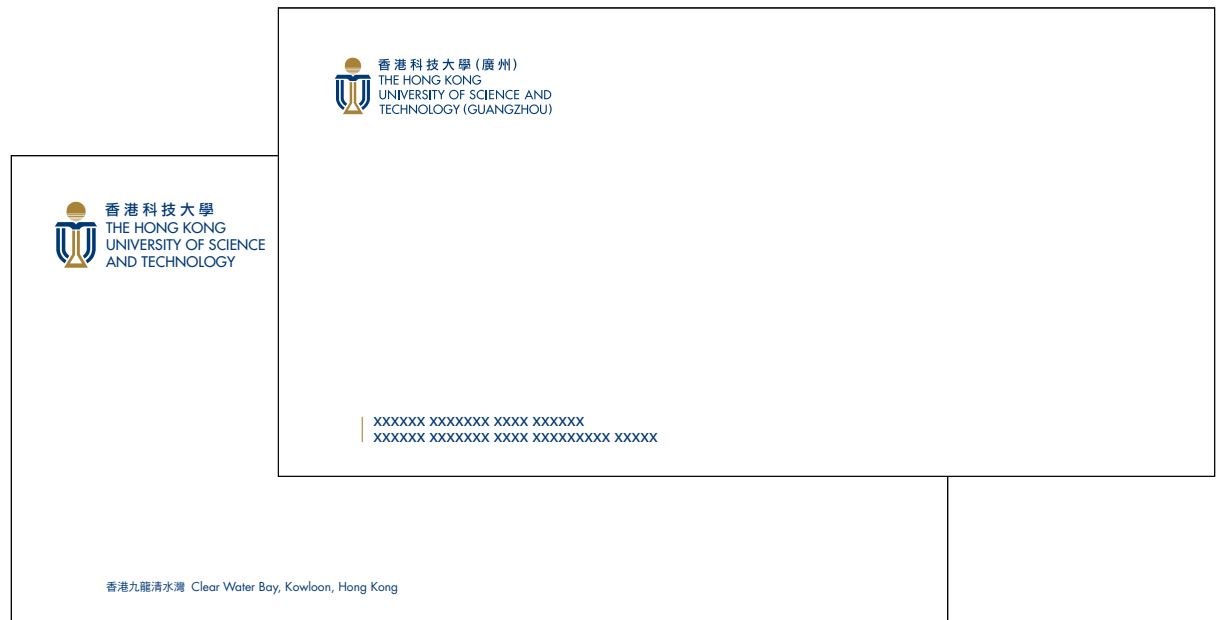 香港科技大學(廣州)
THE HONG KONG
UNIVERSITY OF SCIENCE AND
TECHNOLOGY (GUANGZHOU)
XXXXXX XXXXXXX XXXX XXXXXX
XXXXXX XXXXXXX XXXX XXXXXXXXX XXXXX
香港科技大學
THE HONG KONG
UNIVERSITY OF SCIENCE
AND TECHNOLOGY
香港九龍清水灣 Clear Water Bay, Kowloon, Hong Kong